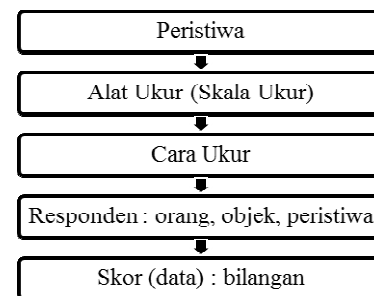 Peristiwa
Alat Ukur (Skala Ukur)
Cara Ukur
Responden : orang, objek, peristiwa
Skor (data) : bilangan